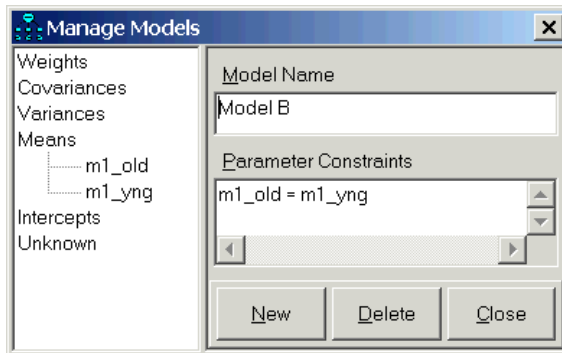 Manage Models
Weights
Covariances
Variances
Means
m1_old
m1_yng
Intercepts
Unknown
Model Name
Model B
Parameter Constraints
m1_old = m1_yng
New
Delete
Close